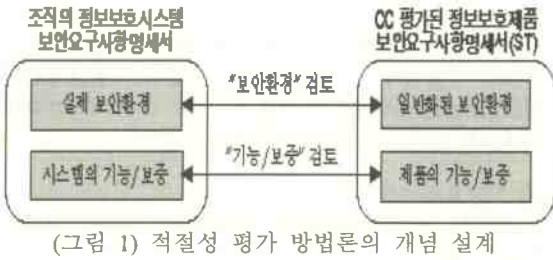 조직의 정보보호시스템
보안요구사항명세서
CC 평가된 정보보호제품
보안요구사항명세서(ST)
실제 보안환경
"보안환경" 검토
일반화된 보안환경
시스템의 기능/보증
"기능/보증" 검토
제품의 기능/보증
(그림 1) 적절성 평가 방법론의 개념 설계